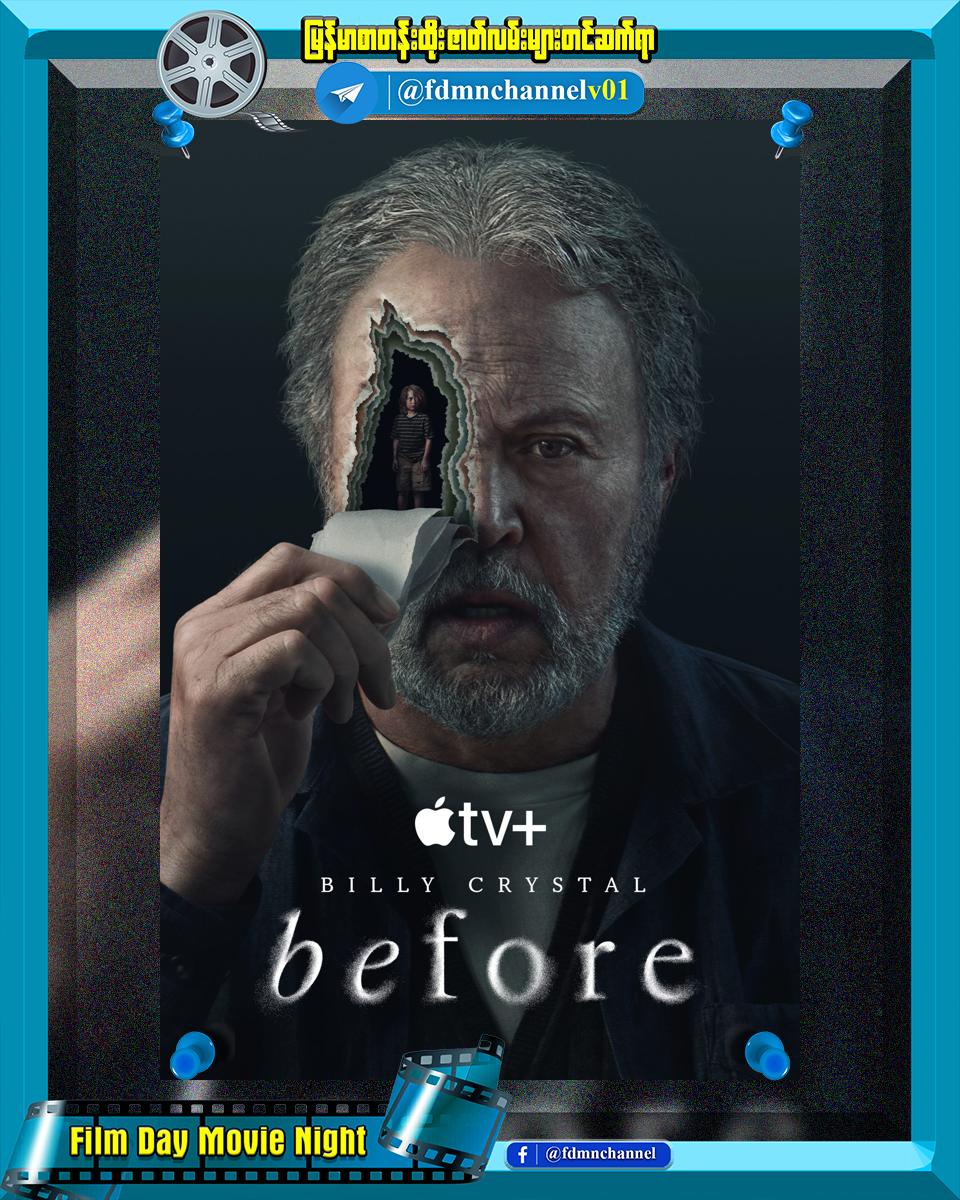 မြန်မာစာတန်းထိုးဇာတ်လမ်းများတင်ဆက်ရာ
@fdmnchannelv01
tv+
BILLY CRYSTAL
before
Film Day Movie Night
@fdmnchannel